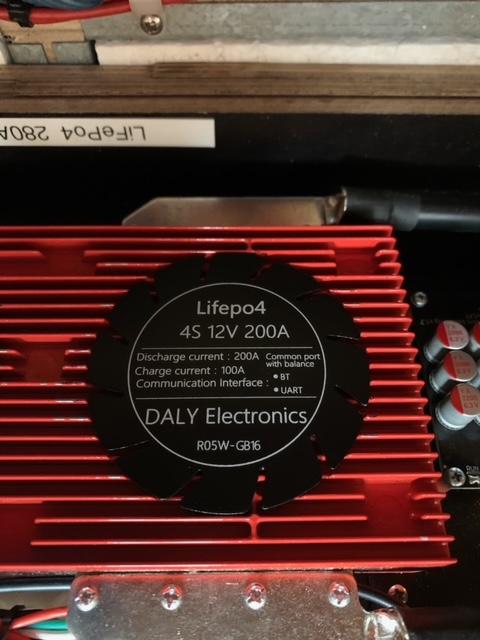 LiFePo4 280A
Lifepo4
4S 12V 200A
Discharge current : 200A
Charge current : 100A
Communication Interface :
Common port
with balance
• BT
• UART
DALY Electronics
R05W-GB16